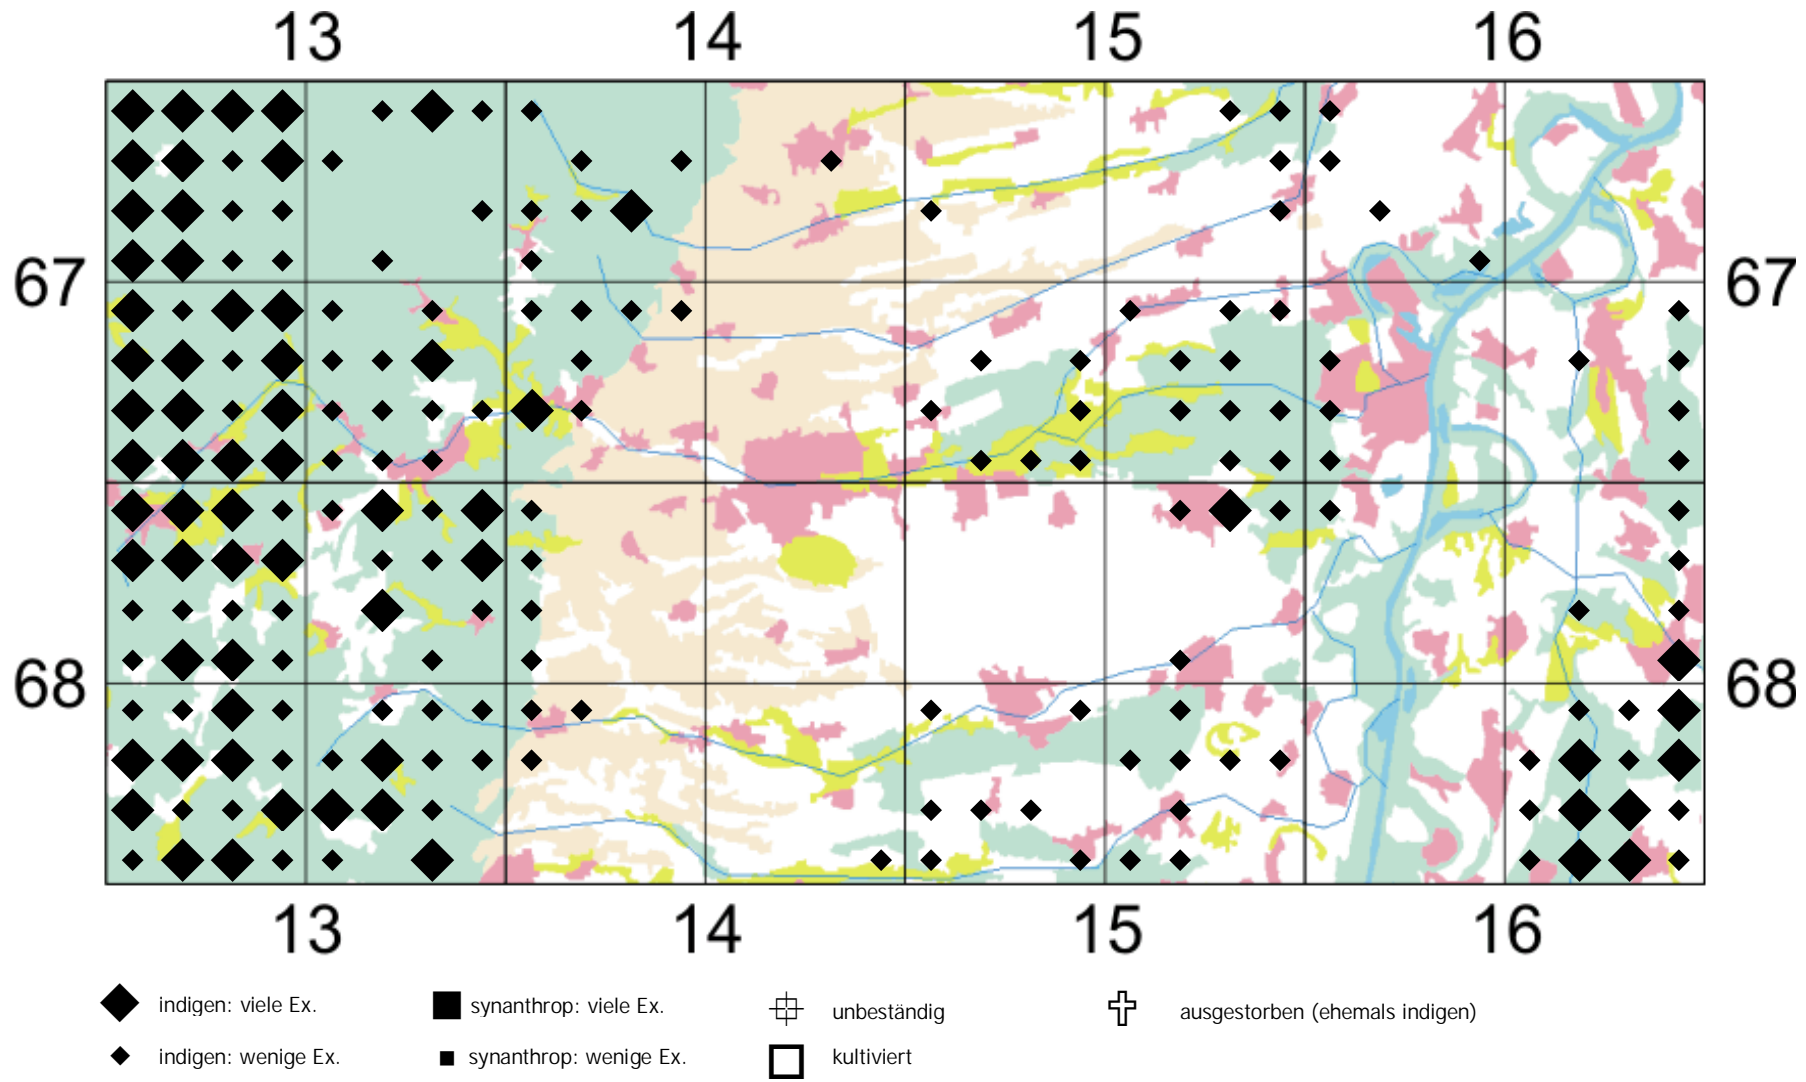 13 14 15 16
67 67
68 68
13 14 15 16
indigen: viele Ex. synanthrop: viele Ex. unbeständig ausgestorben (ehemals indigen)
indigen: wenige Ex. synanthrop: wenige Ex. kultiviert